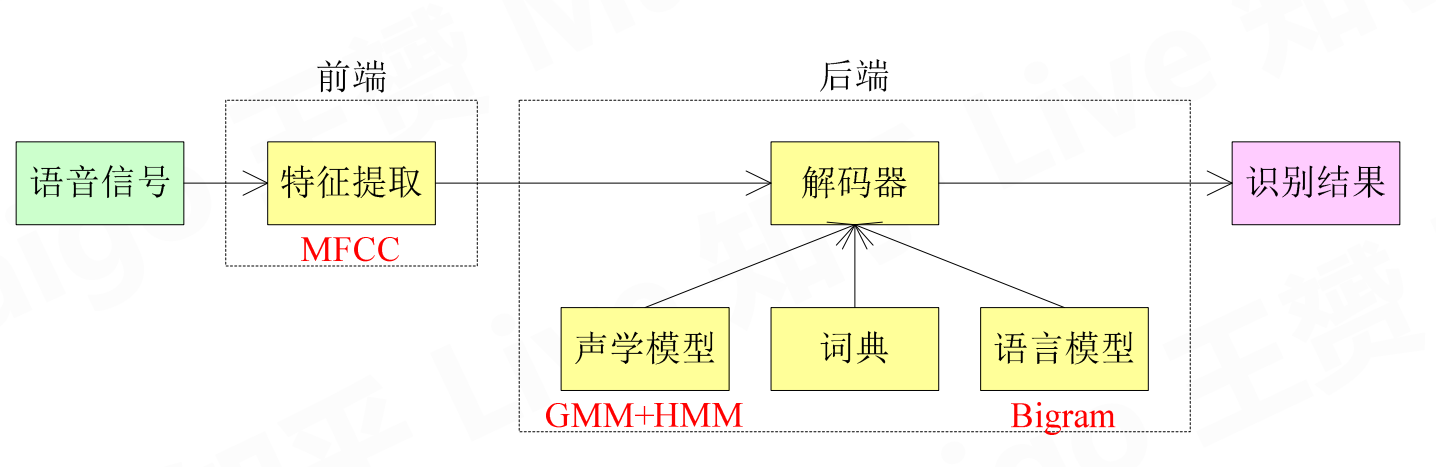 前端
后端
语音信号
特征提取
解码器
识别结果
MFCC
声学模型
词典
语言模型
GMM+HMM
Bigram